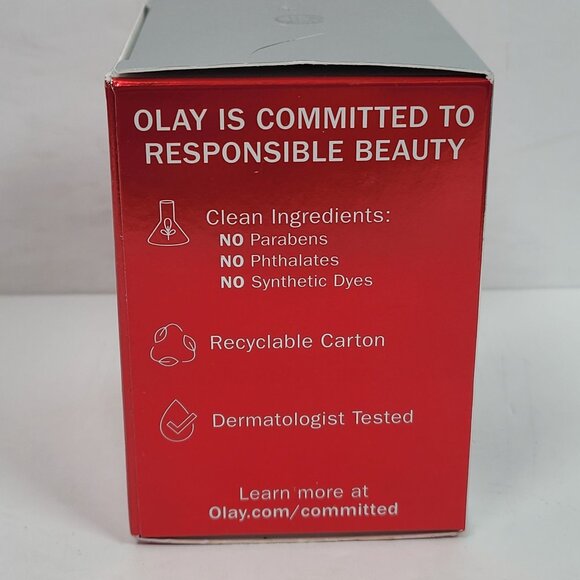 OLAY IS COMMITTED TO
RESPONSIBLE BEAUTY
Clean Ingredients:
NO Parabens
NO Phthalates
NO Synthetic Dyes
Recyclable Carton
Dermatologist Tested
Learn more at
Olay.com/committed